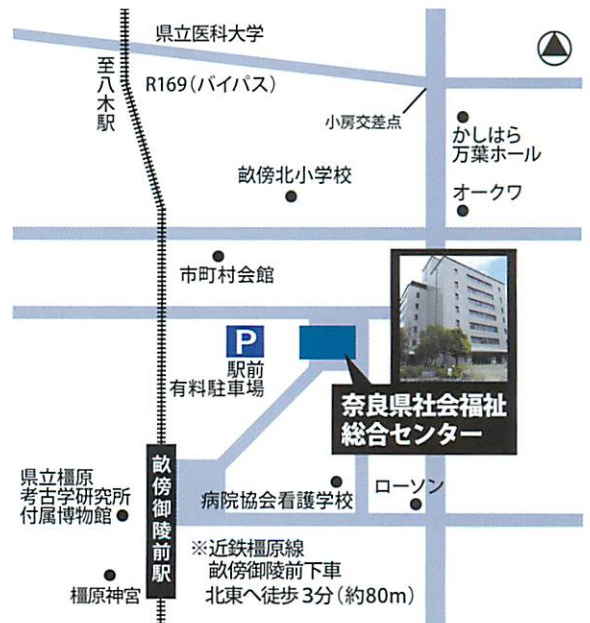 県立医科大学
至八木駅
R169（バイパス）
小房交差点
かしはら
万葉ホール
畝傍北小学校
オークワ
市町村会館
P
駅前
有料駐車場
奈良県社会福祉
総合センター
畝傍御陵前駅
県立橿原
考古学研究所
付属博物館
病院協会看護学校
ローソン
橿原神宮
※近鉄橿原線
畝傍御陵前下車
北東へ徒歩3分（約80m）